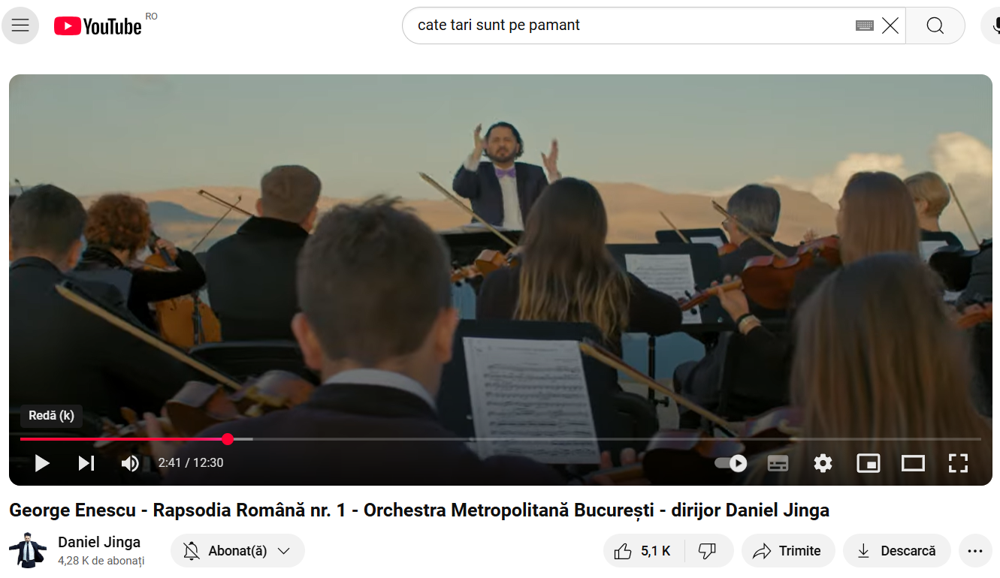 YouTube RO
cate tari sunt pe pamant
Redă (k)
2:41 / 12:30
George Enescu - Rapsodia Română nr. 1 - Orchestra Metropolitană București - dirijor Daniel Jinga
Daniel Jinga
4,28 K de abonați
Abonat(ă)
5,1 K
Trimite
Descarcă